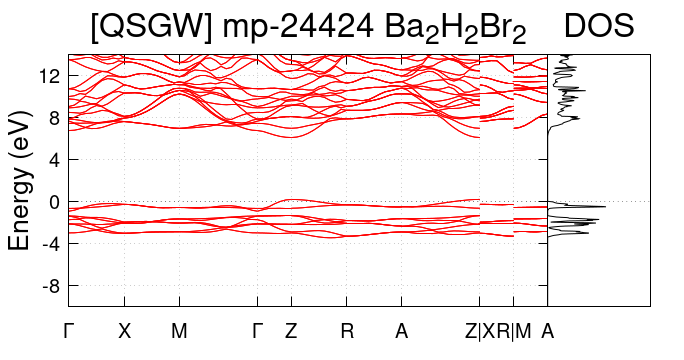 [QSGW] mp-24424 Ba₂H₂Br₂ DOS
Energy (eV)
12
8
4
0
-4
-8
Γ X M Γ Z R A Z|XR|M A